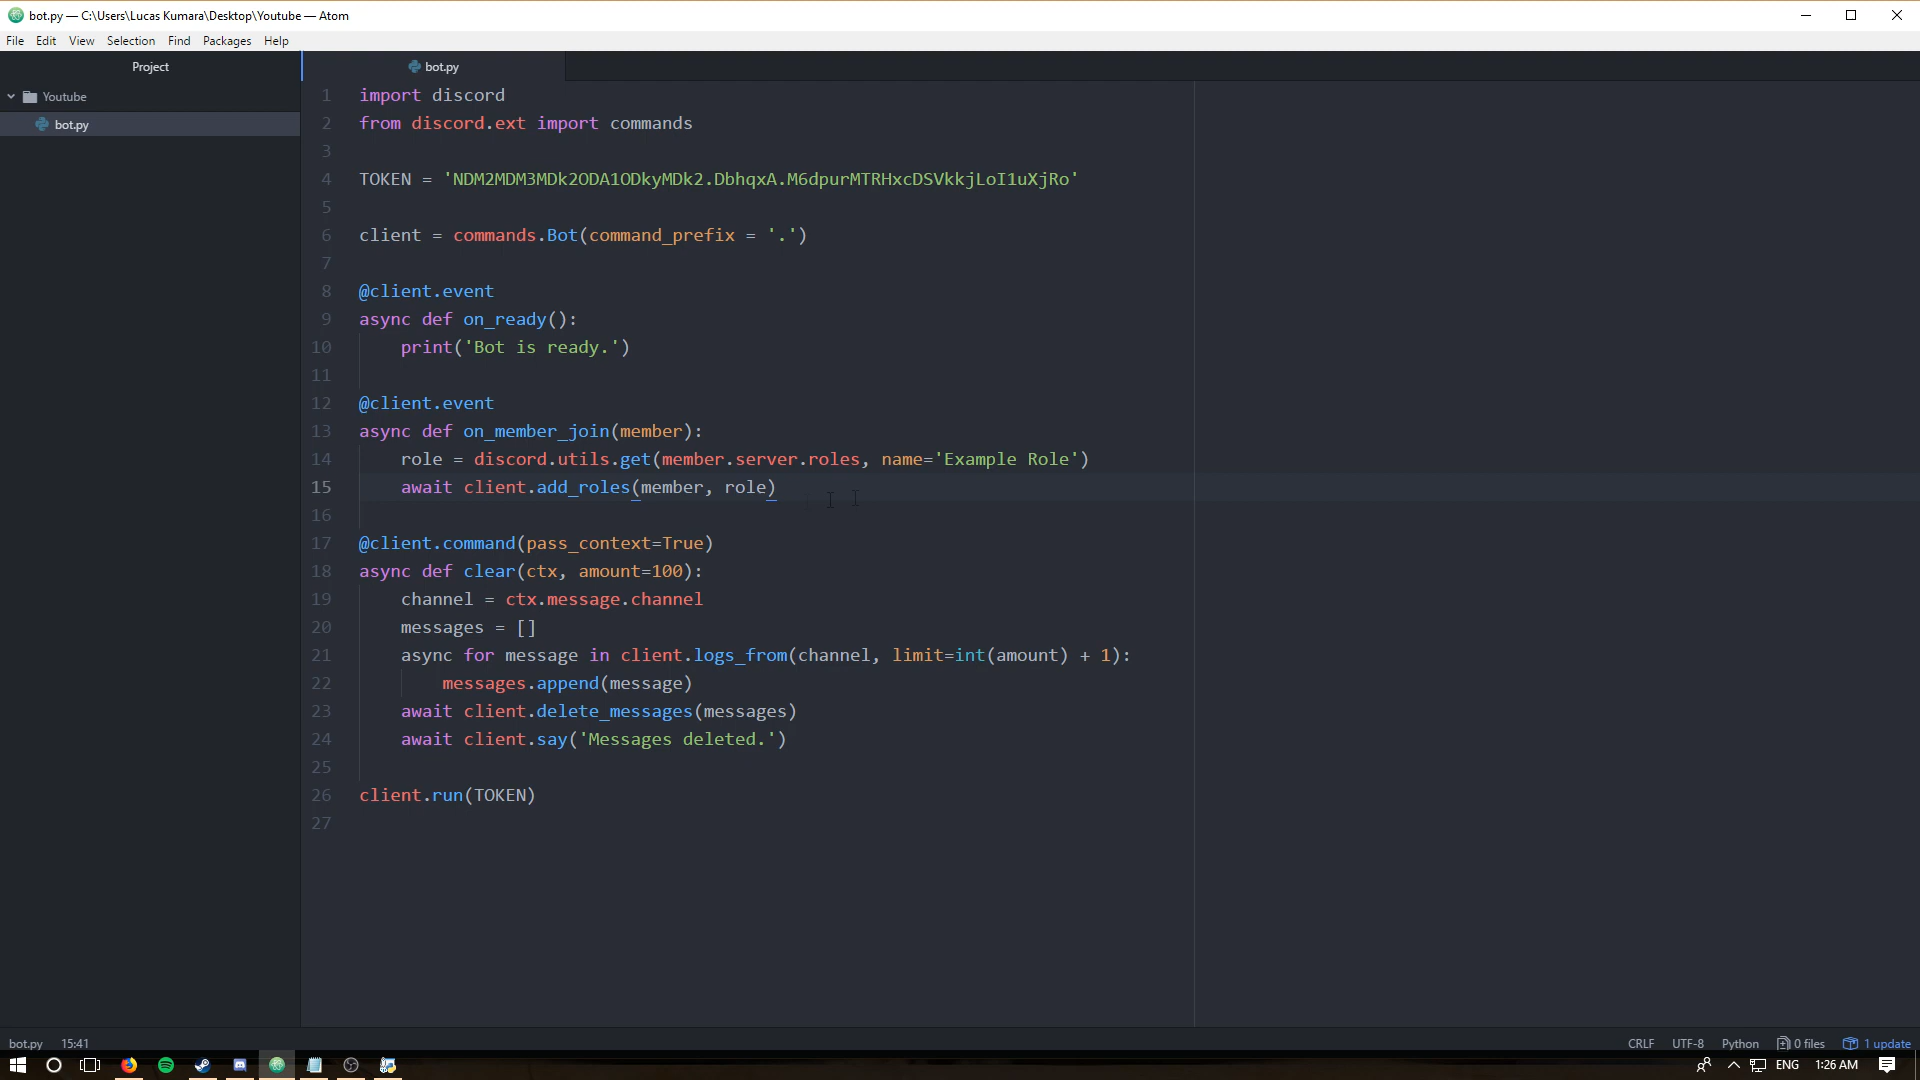 bot.py — C:\Users\Lucas Kumara\Desktop\Youtube — Atom
File Edit View Selection Find Packages Help
Project
bot.py
Youtube
bot.py
1 import discord
2 from discord.ext import commands
3
4 TOKEN = 'NDM2MDM3MDk2ODA1ODkyMDk2.DbhqxA.M6dpurMTRHxcDSVkkjLoI1uXjRo'
5
6 client = commands.Bot(command_prefix = '.')
7
8 @client.event
9 async def on_ready():
10     print('Bot is ready.')
11
12 @client.event
13 async def on_member_join(member):
14     role = discord.utils.get(member.server.roles, name='Example Role')
15     await client.add_roles(member, role)
16
17 @client.command(pass_context=True)
18 async def clear(ctx, amount=100):
19     channel = ctx.message.channel
20     messages = []
21     async for message in client.logs_from(channel, limit=int(amount) + 1):
22         messages.append(message)
23     await client.delete_messages(messages)
24     await client.say('Messages deleted.')
25
26 client.run(TOKEN)
27
bot.py 15:41 CRLF UTF-8 Python 0 files 1 update
ENG 1:26 AM